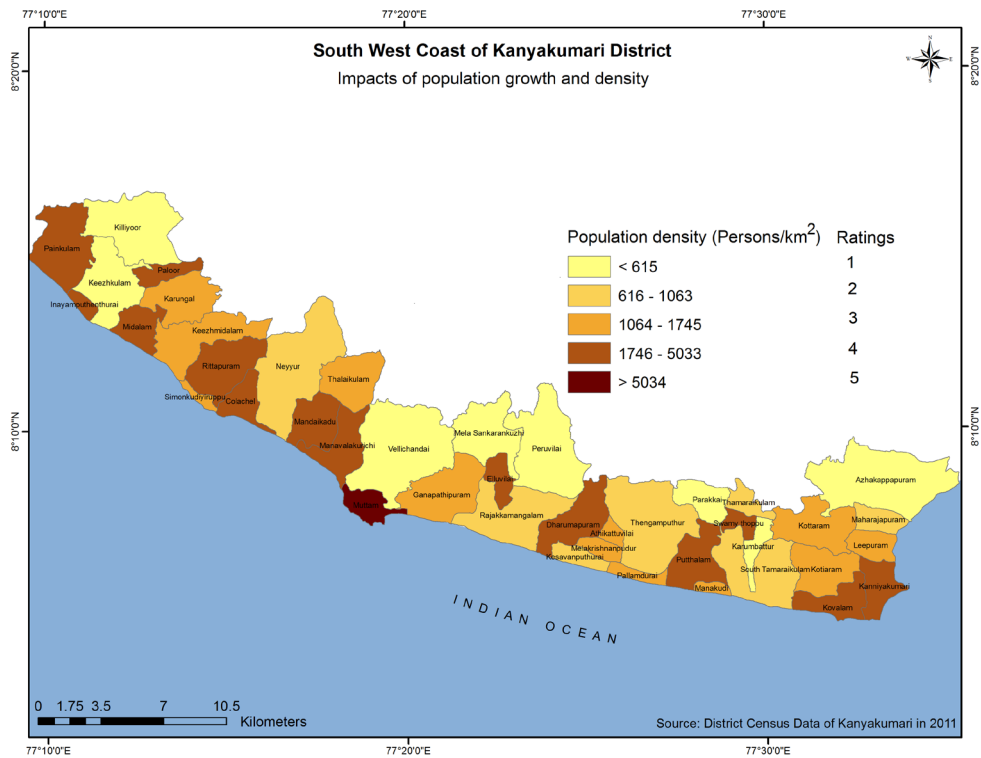 77°10'0"E 77°20'0"E 77°30'0"E
8°20'0"N
8°20'0"N
South West Coast of Kanyakumari District
Impacts of population growth and density
N
W E
S
Population density (Persons/km2) Ratings
< 615 1
616 - 1063 2
1064 - 1745 3
1746 - 5033 4
> 5034 5
Killiyoor
Painkulam
Paloor
Keezhkulam
Karungal
Inayamputhenthurai
Midalam
Keezhmidalam
Rittapuram
Neyyur
Thalaikulam
Simonkudiyiruppu
Colachel
Mandaikadu
Manavalakurichi
Vellichandai
Mela Sankarankuzhi
Peruvilai
8°10'0"N
8°10'0"N
Ganapathipuram
Rajakkamangalam
Dharumapuram
Athikattuvilai
Melakrishnanpudur
Kesavanputhurai
Pallamdurai
Thengamputhur
Parakkai
Thamaraikulam
Swamy thoppu
Azhakappapuram
Kottaram
Maharajapuram
Karumbattur
Leepuram
Putthalam
South Tamaraikulam
Kotiaram
Manakudi
Kanniyakumari
Kovalam
INDIAN OCEAN
0 1.75 3.5 7 10.5
Kilometers
Source: District Census Data of Kanyakumari in 2011
77°10'0"E 77°20'0"E 77°30'0"E